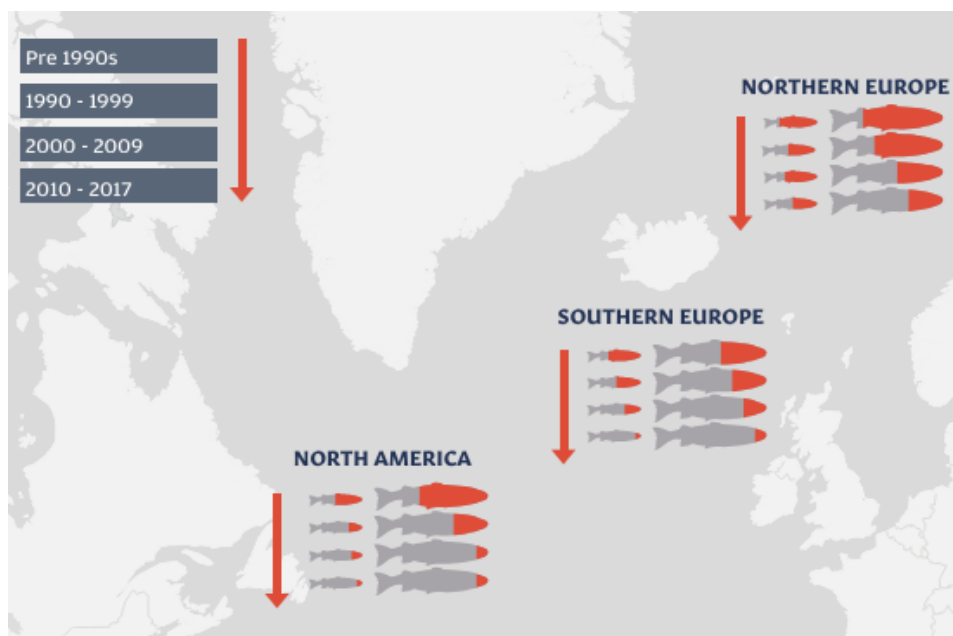 Pre 1990s
1990 - 1999
2000 - 2009
2010 - 2017
NORTHERN EUROPE
SOUTHERN EUROPE
NORTH AMERICA